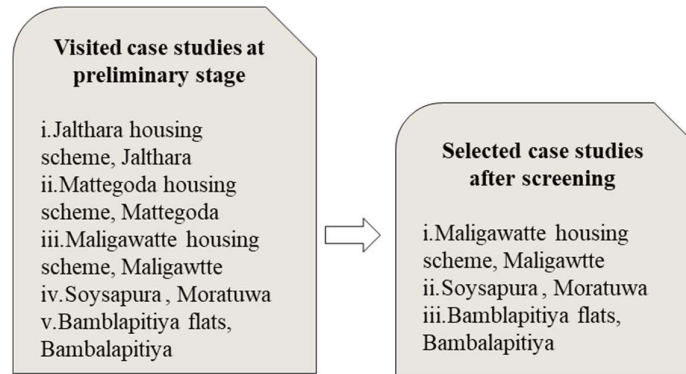 Visited case studies at
preliminary stage
i.Jalthara housing
scheme, Jalthara
ii.Mattegoda housing
scheme, Mattegoda
iii.Maligawatte housing
scheme, Maligawtte
iv.Soysapura , Moratuwa
v.Bamblapitiya flats,
Bambalapitiya
Selected case studies
after screening
i.Maligawatte housing
scheme, Maligawtte
ii.Soysapura , Moratuwa
iii.Bamblapitiya flats,
Bambalapitiya